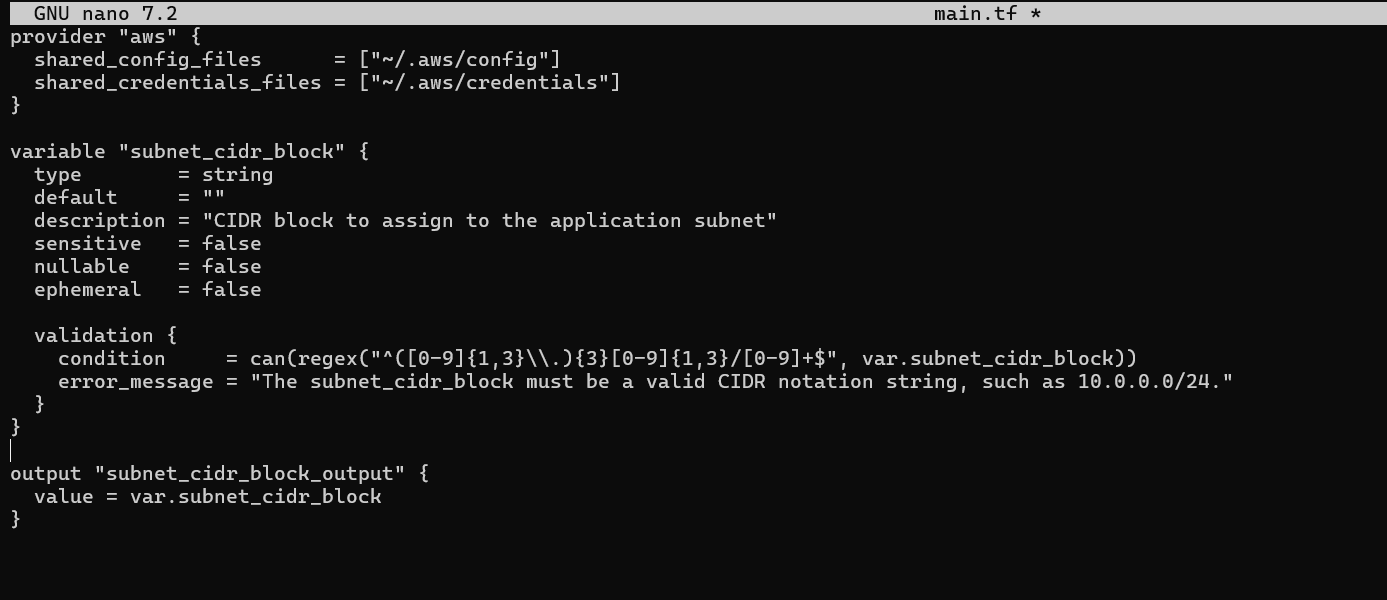 GNU nano 7.2 main.tf *
provider "aws" {
  shared_config_files      = ["~/.aws/config"]
  shared_credentials_files = ["~/.aws/credentials"]
}

variable "subnet_cidr_block" {
  type        = string
  default     = ""
  description = "CIDR block to assign to the application subnet"
  sensitive   = false
  nullable    = false
  ephemeral   = false

  validation {
    condition     = can(regex("^([0-9]{1,3}\\.){3}[0-9]{1,3}/[0-9]+$", var.subnet_cidr_block))
    error_message = "The subnet_cidr_block must be a valid CIDR notation string, such as 10.0.0.0/24."
  }
}

output "subnet_cidr_block_output" {
  value = var.subnet_cidr_block
}